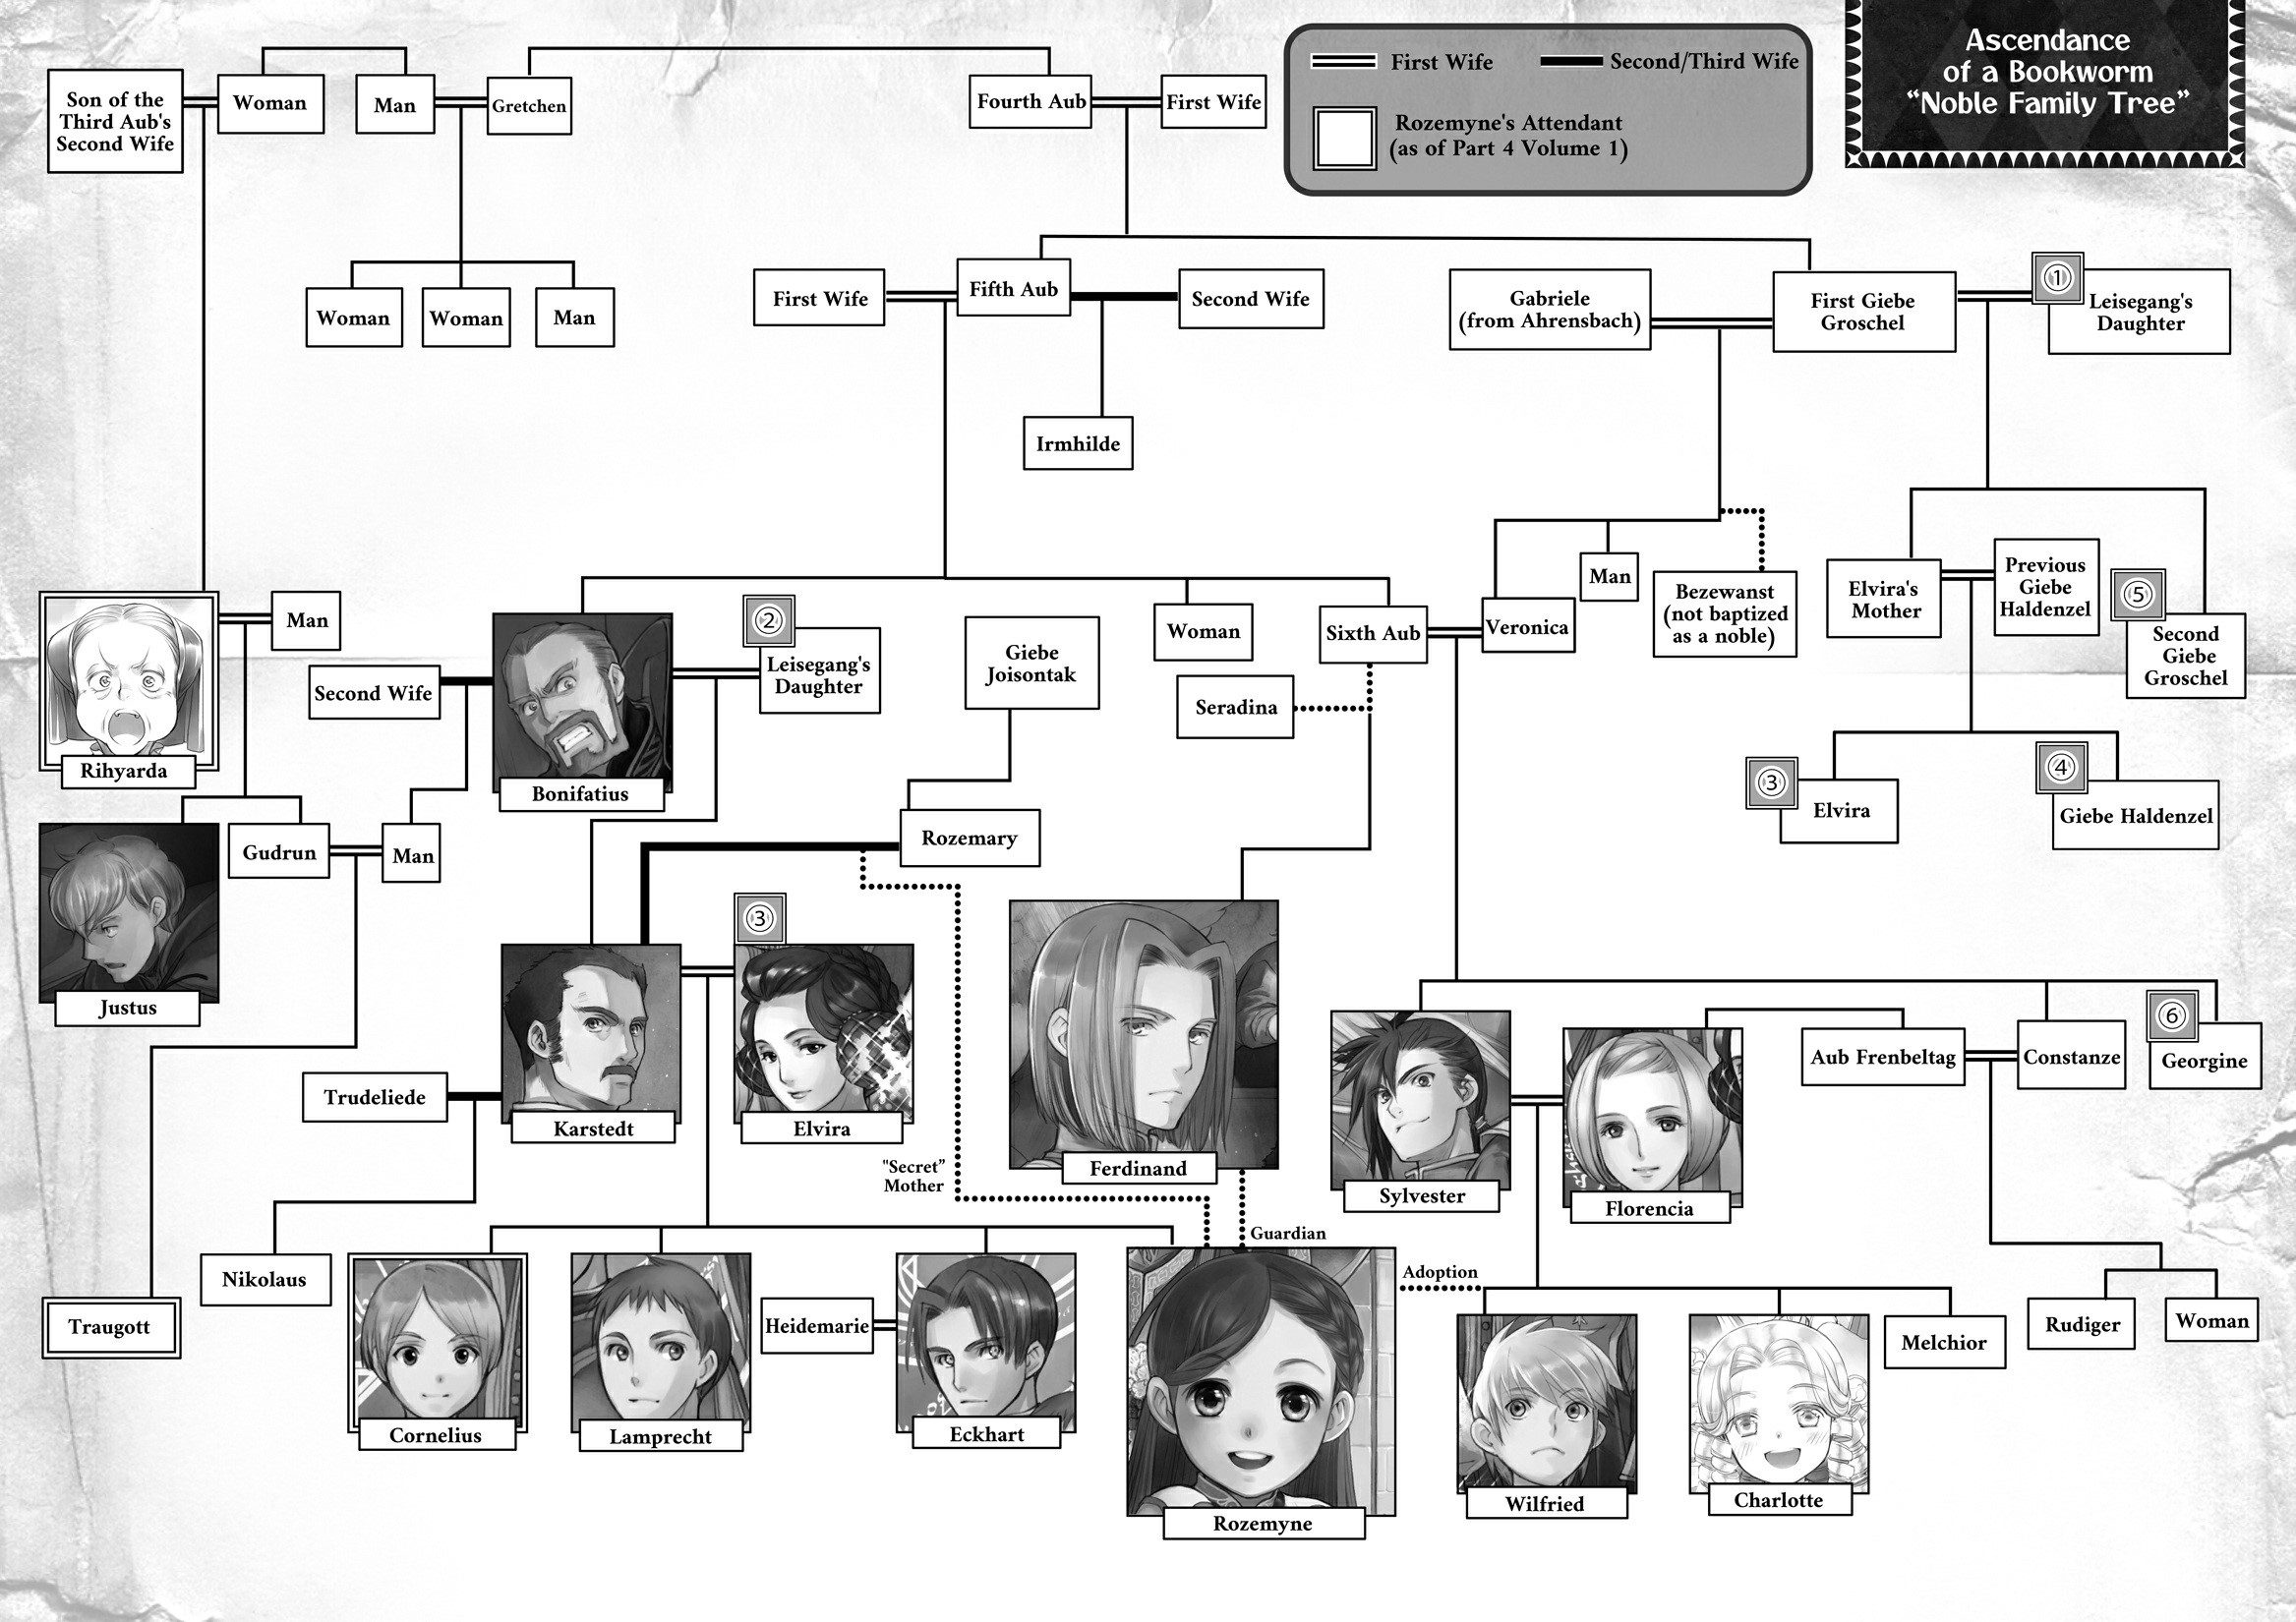 Ascendance
of a Bookworm
“Noble Family Tree”
First Wife
Second/Third Wife
Rozemyne's Attendant
(as of Part 4 Volume 1)
Son of the
Third Aub's
Second Wife
Woman
Man
Gretchen
Fourth Aub
First Wife
Woman
Woman
Man
First Wife
Fifth Aub
Second Wife
Gabriele
(from Ahrensbach)
First Giebe
Groschel
①
Leisegang's
Daughter
Irmhilde
Rihyarda
Man
Second Wife
Bonifatius
②
Leisegang's
Daughter
Giebe
Joisontak
Woman
Seradina
Sixth Aub
Veronica
Man
Bezewanst
(not baptized
as a noble)
Elvira's
Mother
Previous
Giebe
Haldenzel
⑤
Second
Giebe
Groschel
③
Elvira
④
Giebe Haldenzel
Justus
Gudrun
Man
Rozemary
Trudeliede
Karstedt
③
Elvira
"Secret”
Mother
Ferdinand
Guardian
Sylvester
Florencia
Aub Frenbeltag
Constanze
⑥
Georgine
Traugott
Nikolaus
Cornelius
Lamprecht
Heidemarie
Eckhart
Rozemyne
Adoption
Wilfried
Charlotte
Melchior
Rudiger
Woman